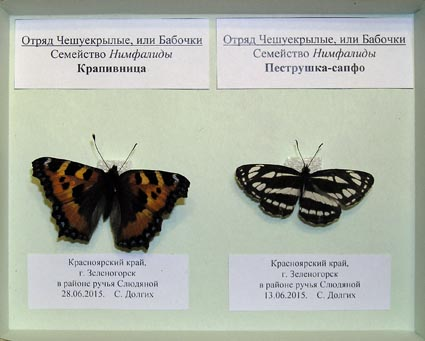 Отряд Чешуекрылые, или Бабочки
Семейство Нимфалиды
Крапивница
Отряд Чешуекрылые, или Бабочки
Семейство Нимфалиды
Пеструшка-сапфо
Красноярский край,
г. Зеленогорск
в районе ручья Слюдяной
28.06.2015. С. Долгих
Красноярский край,
г. Зеленогорск
в районе ручья Слюдяной
13.06.2015. С. Долгих